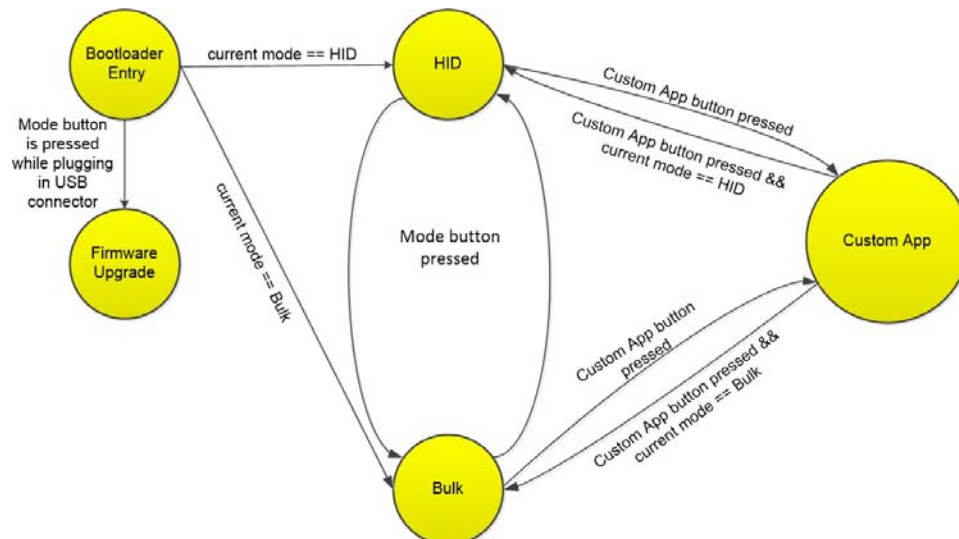 Bootloader
Entry
current mode == HID
HID
Custom App button pressed
Custom App button pressed &&
current mode == HID
Mode button
is pressed
while plugging
in USB
connector
current mode == Bulk
Mode button
pressed
Custom App
Firmware
Upgrade
Custom App button
pressed
Custom App button pressed &&
current mode == Bulk
Bulk